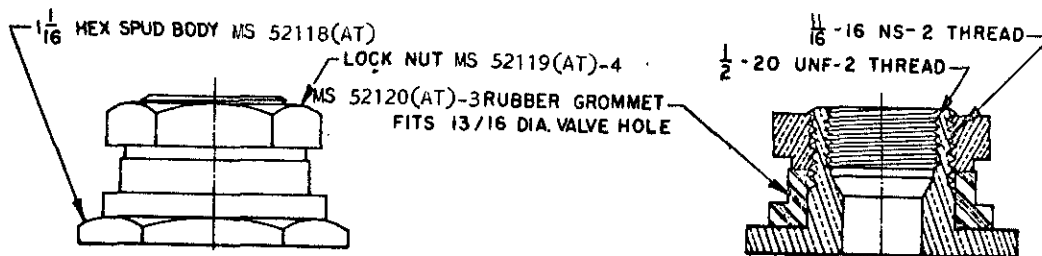 1 1/16 HEX SPUD BODY MS 52118(AT)
LOCK NUT MS 52119(AT)-4
MS 52120(AT)-3 RUBBER GROMMET
FITS 13/16 DIA. VALVE HOLE
11/16 -16 NS-2 THREAD
1/2 -20 UNF-2 THREAD